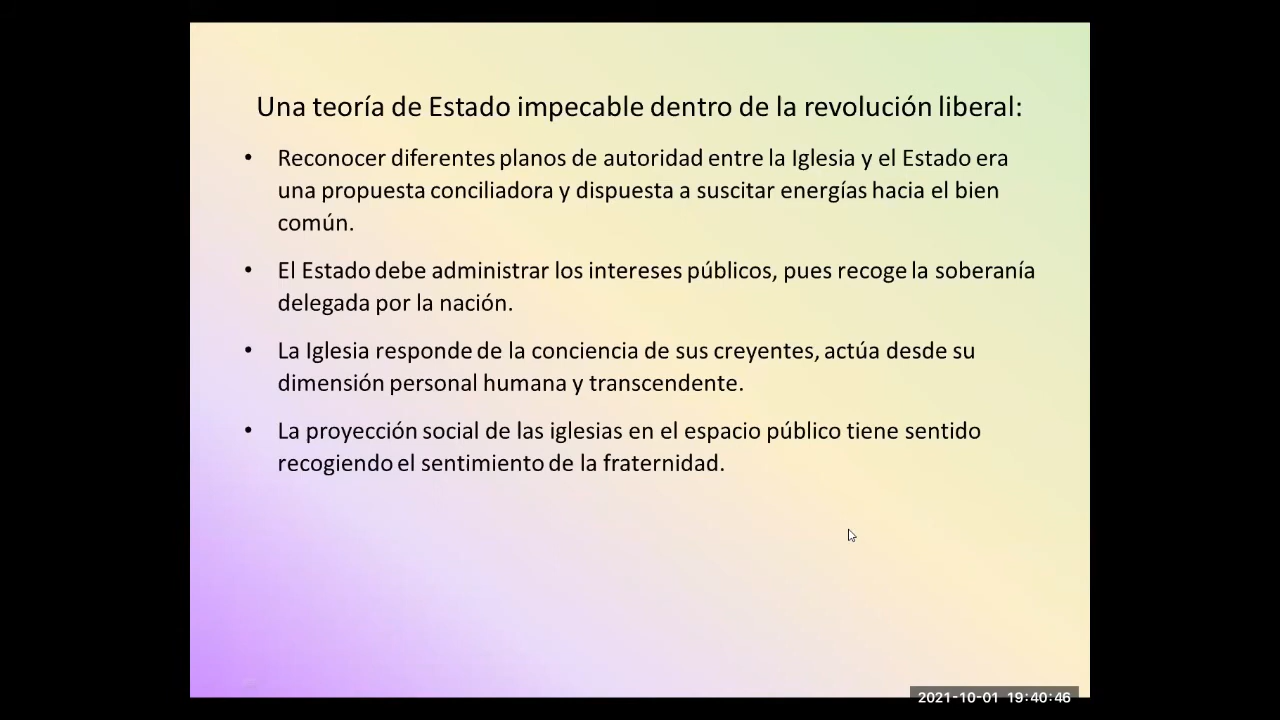 Una teoría de Estado impecable dentro de la revolución liberal:
• Reconocer diferentes planos de autoridad entre la Iglesia y el Estado era
una propuesta conciliadora y dispuesta a suscitar energías hacia el bien
común.
• El Estado debe administrar los intereses públicos, pues recoge la soberanía
delegada por la nación.
• La Iglesia responde de la conciencia de sus creyentes, actúa desde su
dimensión personal humana y transcendente.
• La proyección social de las iglesias en el espacio público tiene sentido
recogiendo el sentimiento de la fraternidad.
2021-10-01 19:40:46